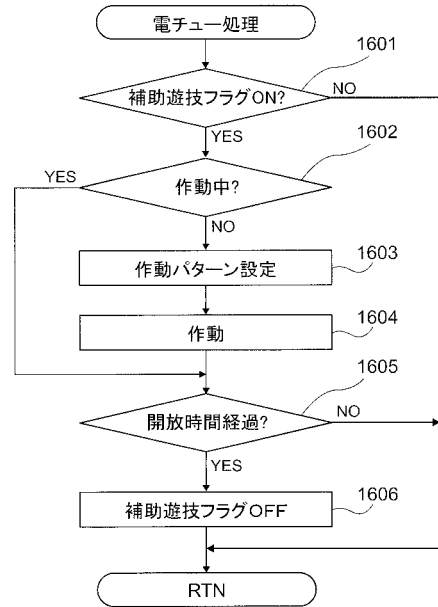 電チュー処理
1601
補助遊技フラグON?
NO
YES
1602
YES
作動中?
NO
1603
作動パターン設定
1604
作動
1605
開放時間経過?
NO
YES
1606
補助遊技フラグOFF
RTN